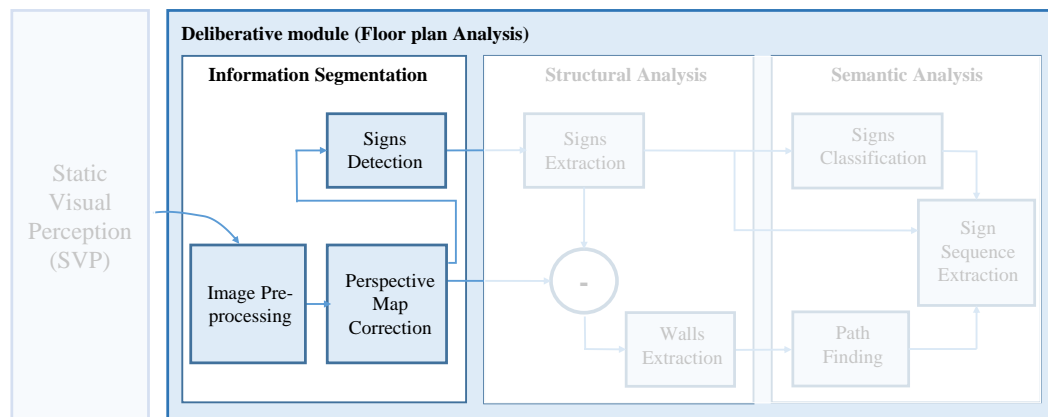 Deliberative module (Floor plan Analysis)
Static
Visual
Perception
(SVP)
Information Segmentation
Signs
Detection
Image Pre-
processing
Perspective
Map
Correction
Structural Analysis
Signs
Extraction
-
Walls
Extraction
Semantic Analysis
Signs
Classification
Sign
Sequence
Extraction
Path
Finding